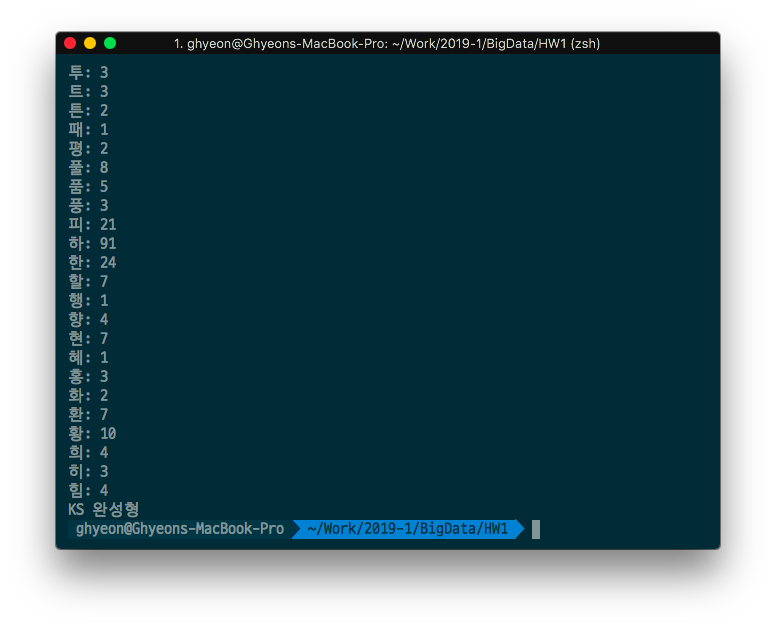 1. ghyeon@Ghyeons-MacBook-Pro: ~/Work/2019-1/BigData/HW1 (zsh)
투: 3
트: 3
튼: 2
패: 1
평: 2
풀: 8
품: 5
풍: 3
피: 21
하: 91
한: 24
할: 7
행: 1
향: 4
현: 7
혜: 1
홍: 3
화: 2
환: 7
황: 10
희: 4
히: 3
힘: 4
KS 완성형
ghyeon@Ghyeons-MacBook-Pro ~/Work/2019-1/BigData/HW1